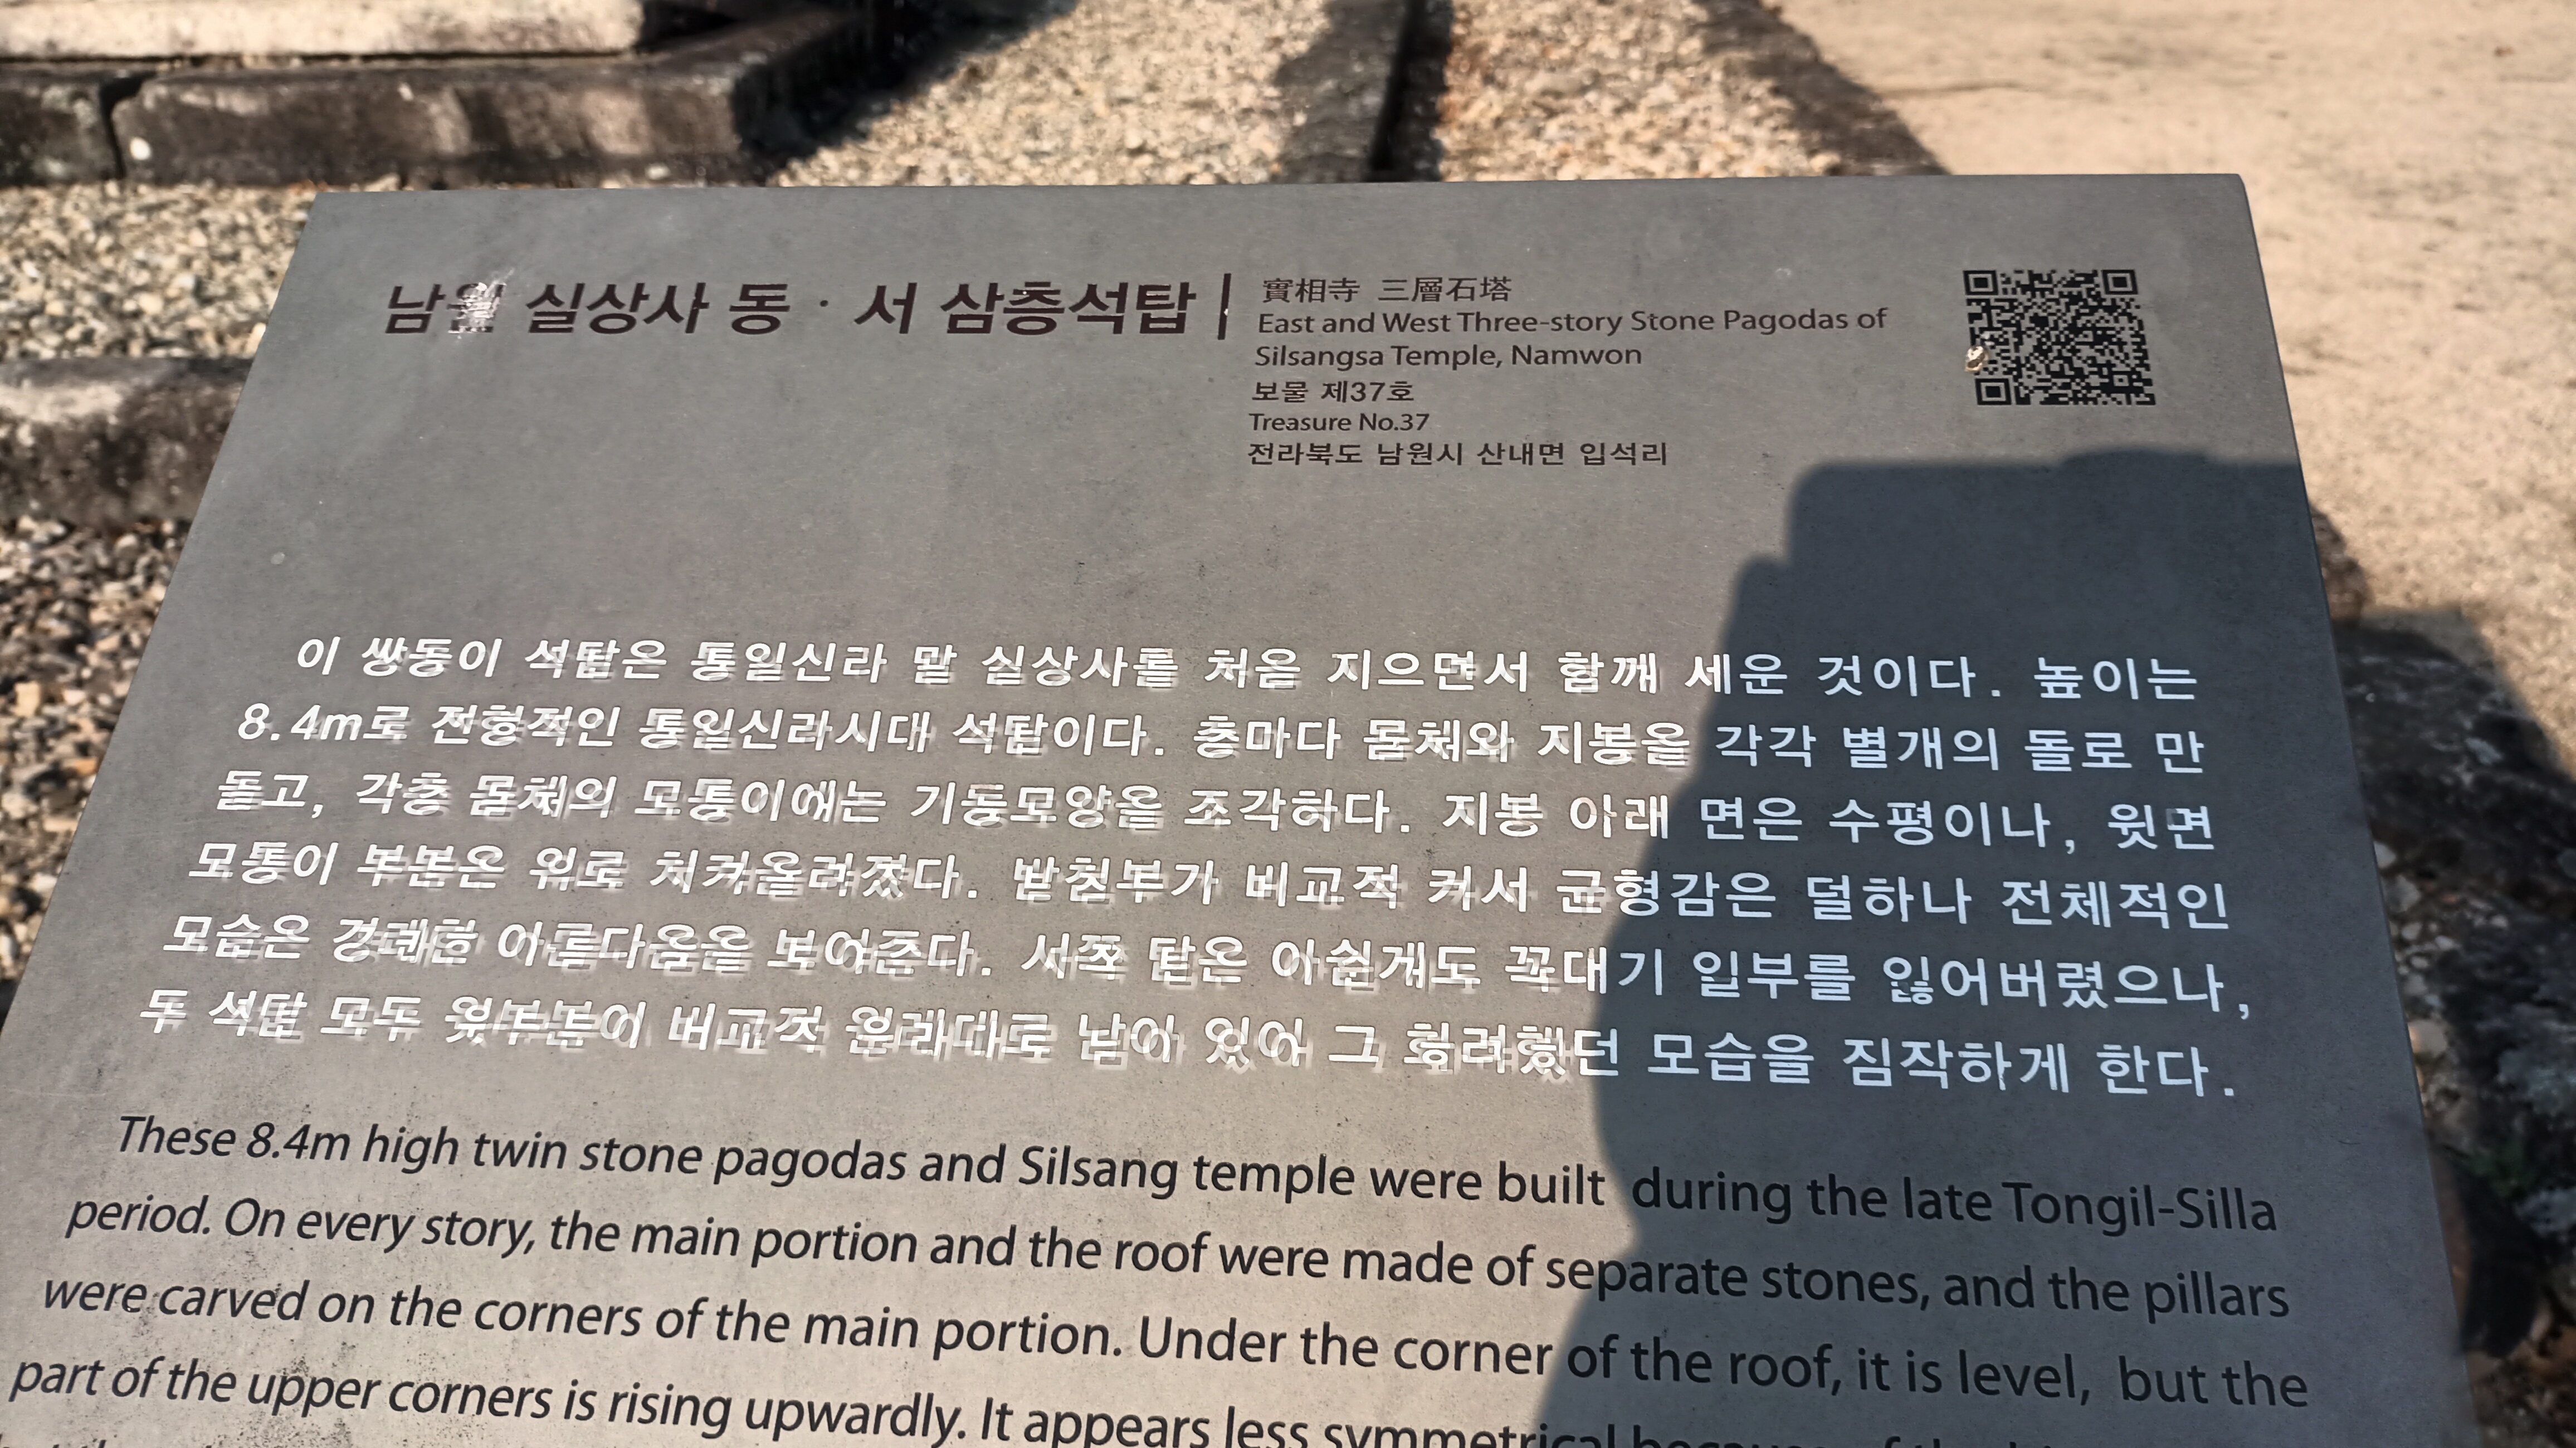 남원 실상사 동 · 서 삼층석탑
實相寺 三層石塔
East and West Three-story Stone Pagodas of
Silsangsa Temple, Namwon
보물 제37호
Treasure No.37
전라북도 남원시 산내면 입석리
이 쌍둥이 석탑은 통일신라 말 실상사를 처음 지으면서 함께 세운 것이다. 높이는
8.4m로 전형적인 통일신라시대 석탑이다. 층마다 몸체와 지붕을 각각 별개의 돌로 만
들고, 각층 몸체의 모퉁이에는 기둥모양을 조각하다. 지붕 아래 면은 수평이나, 윗면
모퉁이 부분은 위로 치켜올려졌다. 받침부가 비교적 커서 균형감은 덜하나 전체적인
모습은 경쾌한 아름다움을 보여준다. 서쪽 탑은 아쉽게도 꼭대기 일부를 잃어버렸으나,
두 석탑 모두 윗부분이 비교적 원래대로 남아 있어 그 화려했던 모습을 짐작하게 한다.
These 8.4m high twin stone pagodas and Silsang temple were built during the late Tongil-Silla
period. On every story, the main portion and the roof were made of separate stones, and the pillars
were carved on the corners of the main portion. Under the corner of the roof, it is level, but the
part of the upper corners is rising upwardly. It appears less symmetrical because of the